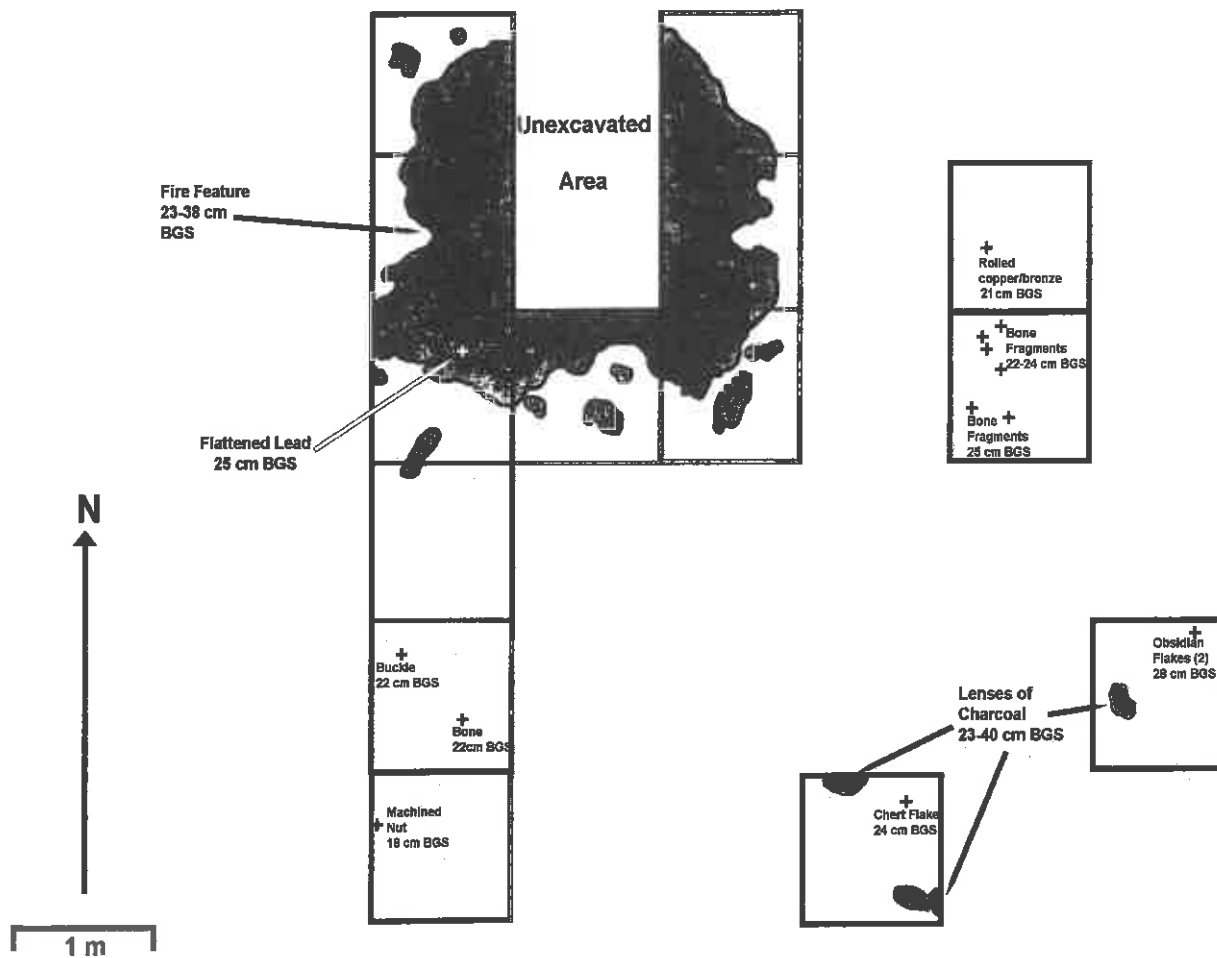 Unexcavated
Area
Fire Feature
23-38 cm
BGS
Rolled
copper/bronze
21 cm BGS
Bone
Fragments
22-24 cm BGS
Bone
Fragments
25 cm BGS
Flattened Lead
25 cm BGS
N
Buckle
22 cm BGS
Bone
22cm BGS
Obsidian
Flakes (2)
28 cm BGS
Lenses of
Charcoal
23-40 cm BGS
Machined
Nut
18 cm BGS
Chert Flake
24 cm BGS
1 m